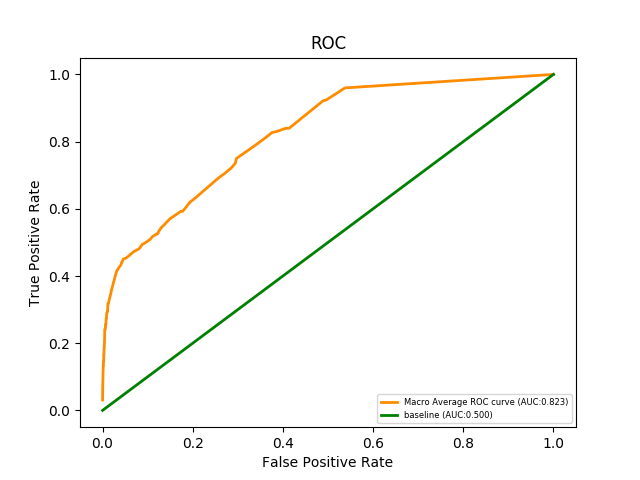 ROC
True Positive Rate
1.0
0.8
0.6
0.4
0.2
0.0
Macro Average ROC curve (AUC:0.823)
baseline (AUC:0.500)
0.0 0.2 0.4 0.6 0.8 1.0
False Positive Rate